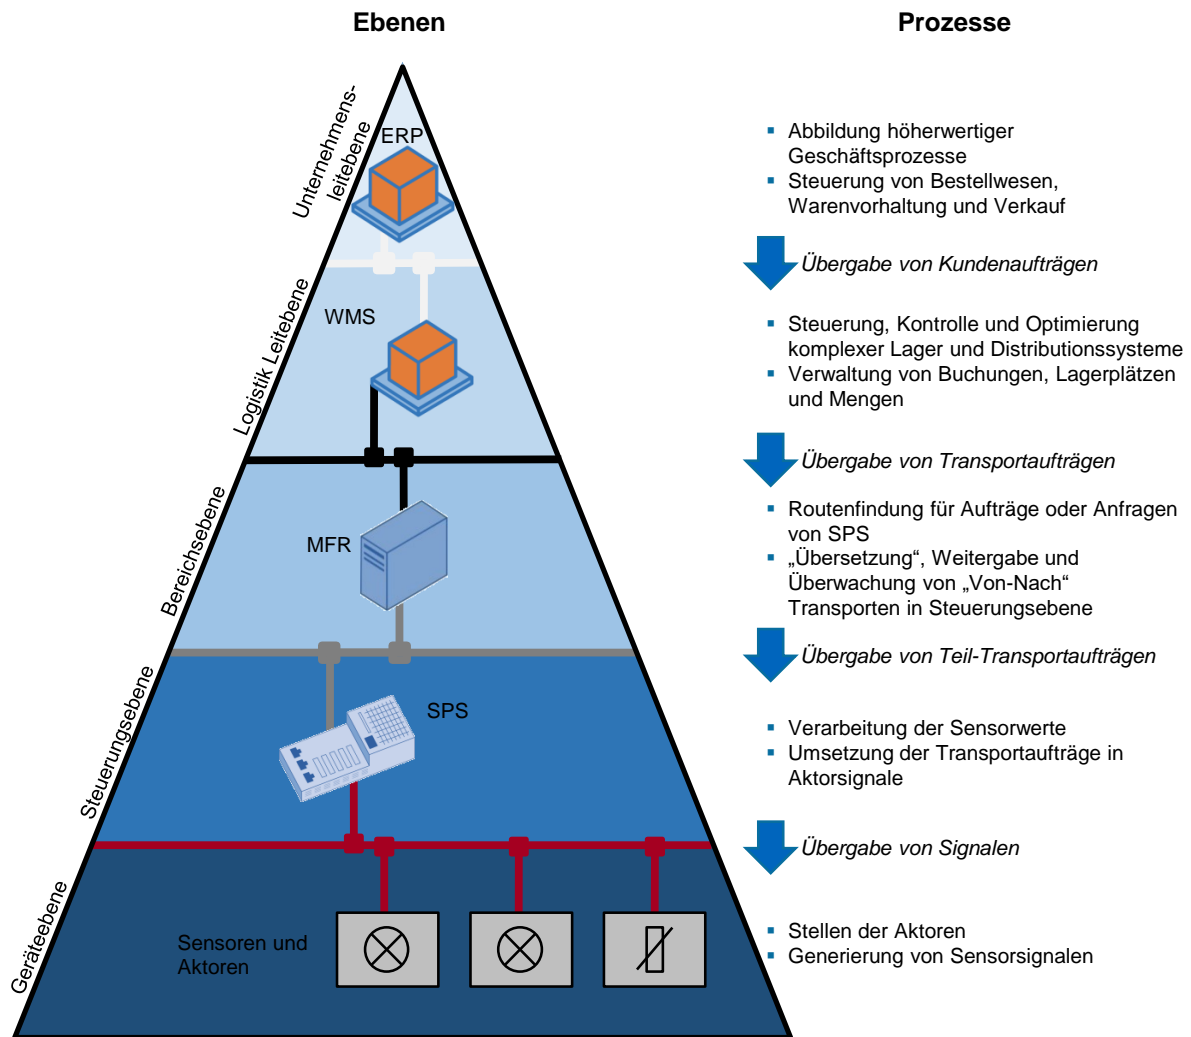 Ebenen
Prozesse
Unternehmens-
leitebene
ERP
Abbildung höherwertiger
Geschäftsprozesse
Steuerung von Bestellwesen,
Warenvorhaltung und Verkauf
Übergabe von Kundenaufträgen
Logistik Leitebene
WMS
Steuerung, Kontrolle und Optimierung
komplexer Lager und Distributionssysteme
Verwaltung von Buchungen, Lagerplätzen
und Mengen
Übergabe von Transportaufträgen
Bereichsebene
MFR
Routenfindung für Aufträge oder Anfragen
von SPS
„Übersetzung“, Weitergabe und
Überwachung von „Von-Nach“
Transporten in Steuerungsebene
Übergabe von Teil-Transportaufträgen
Steuerungsebene
SPS
Verarbeitung der Sensorwerte
Umsetzung der Transportaufträge in
Aktorsignale
Übergabe von Signalen
Geräteebene
Sensoren und
Aktoren
Stellen der Aktoren
Generierung von Sensorsignalen